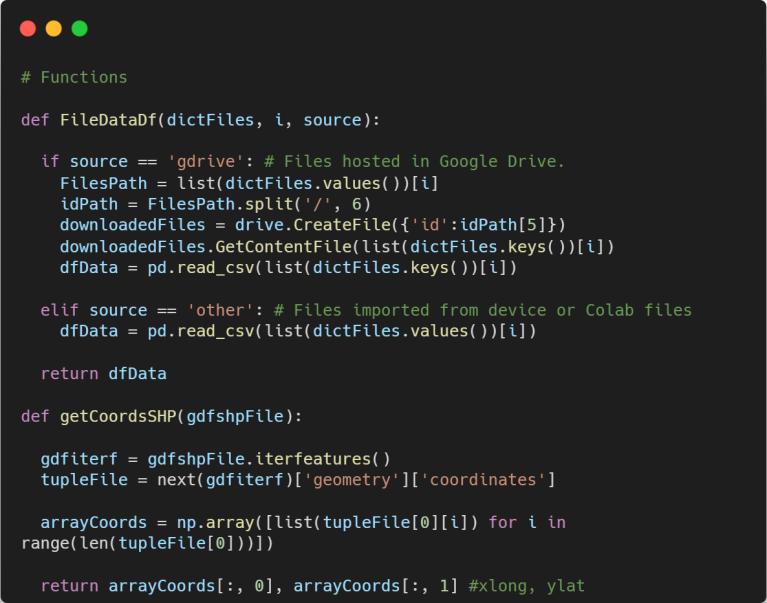 # Functions
def FileDataDf(dictFiles, i, source):
if source == 'gdrive': # Files hosted in Google Drive.
FilesPath = list(dictFiles.values())[i]
idPath = FilesPath.split('/', 6)
downloadedFiles = drive.CreateFile({'id':idPath[5]})
downloadedFiles.GetContentFile(list(dictFiles.keys())[i])
dfData = pd.read_csv(list(dictFiles.keys())[i])
elif source == 'other': # Files imported from device or Colab files
dfData = pd.read_csv(list(dictFiles.values())[i])
return dfData
def getCoordsSHP(gdfshpFile):
gdfiterf = gdfshpFile.iterfeatures()
tupleFile = next(gdfiterf)['geometry']['coordinates']
arrayCoords = np.array([list(tupleFile[0][i]) for i in
range(len(tupleFile[0]))])
return arrayCoords[:, 0], arrayCoords[:, 1] #xlong, ylat